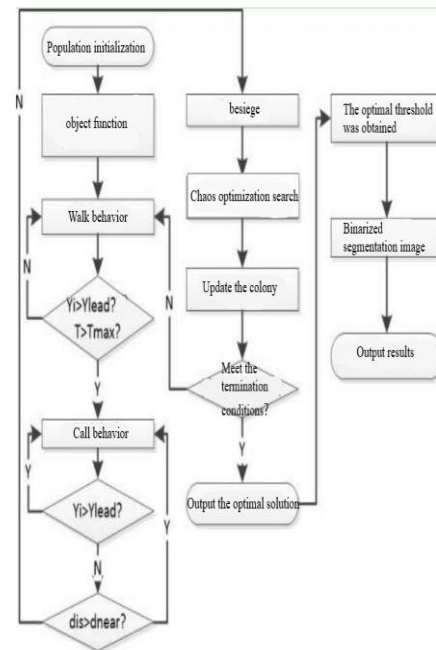 Population initialization
object function
Walk behavior
N
Yi>Ylead?
T>Tmax?
Y
Call behavior
Y
Yi>Ylead?
N
Y
dis>dnear?
N
besiege
Chaos optimization search
Update the colony
N
Meet the
termination
conditions?
Y
Output the optimal solution
The optimal threshold
was obtained
Binarized
segmentation image
Output results